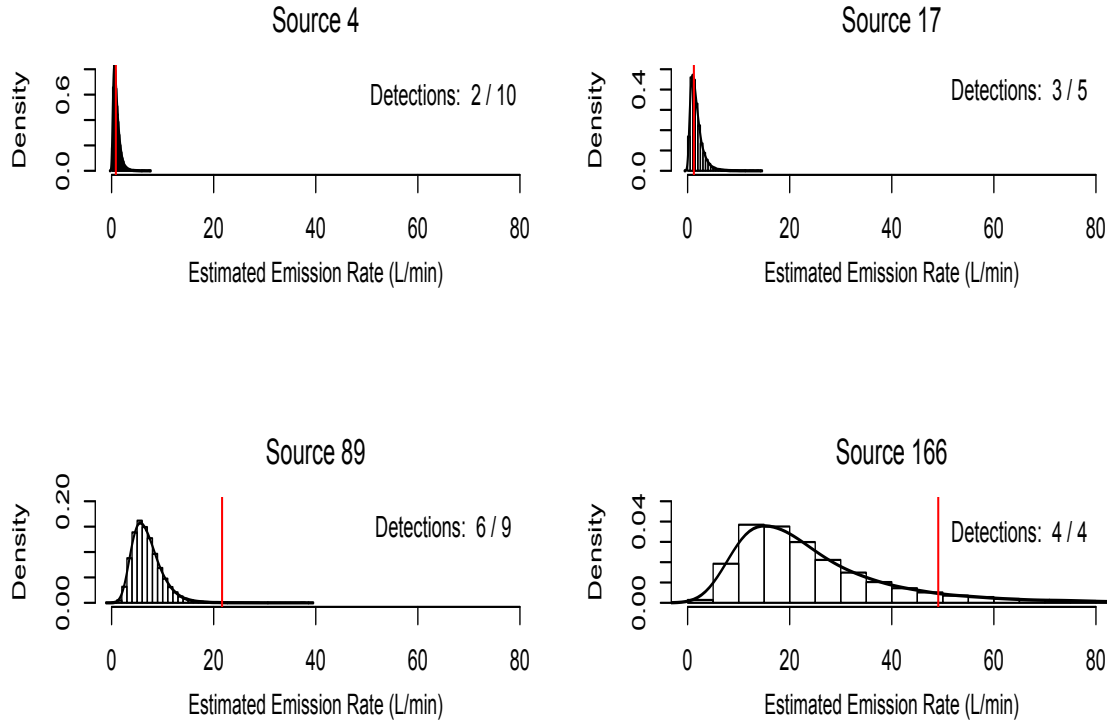 Source 4
Density
0.0 0.6
Detections: 2 / 10
0 20 40 60 80
Estimated Emission Rate (L/min)
Source 17
Density
0.0 0.4
Detections: 3 / 5
0 20 40 60 80
Estimated Emission Rate (L/min)
Source 89
Density
0.00 0.20
Detections: 6 / 9
0 20 40 60 80
Estimated Emission Rate (L/min)
Source 166
Density
0.00 0.04
Detections: 4 / 4
0 20 40 60 80
Estimated Emission Rate (L/min)